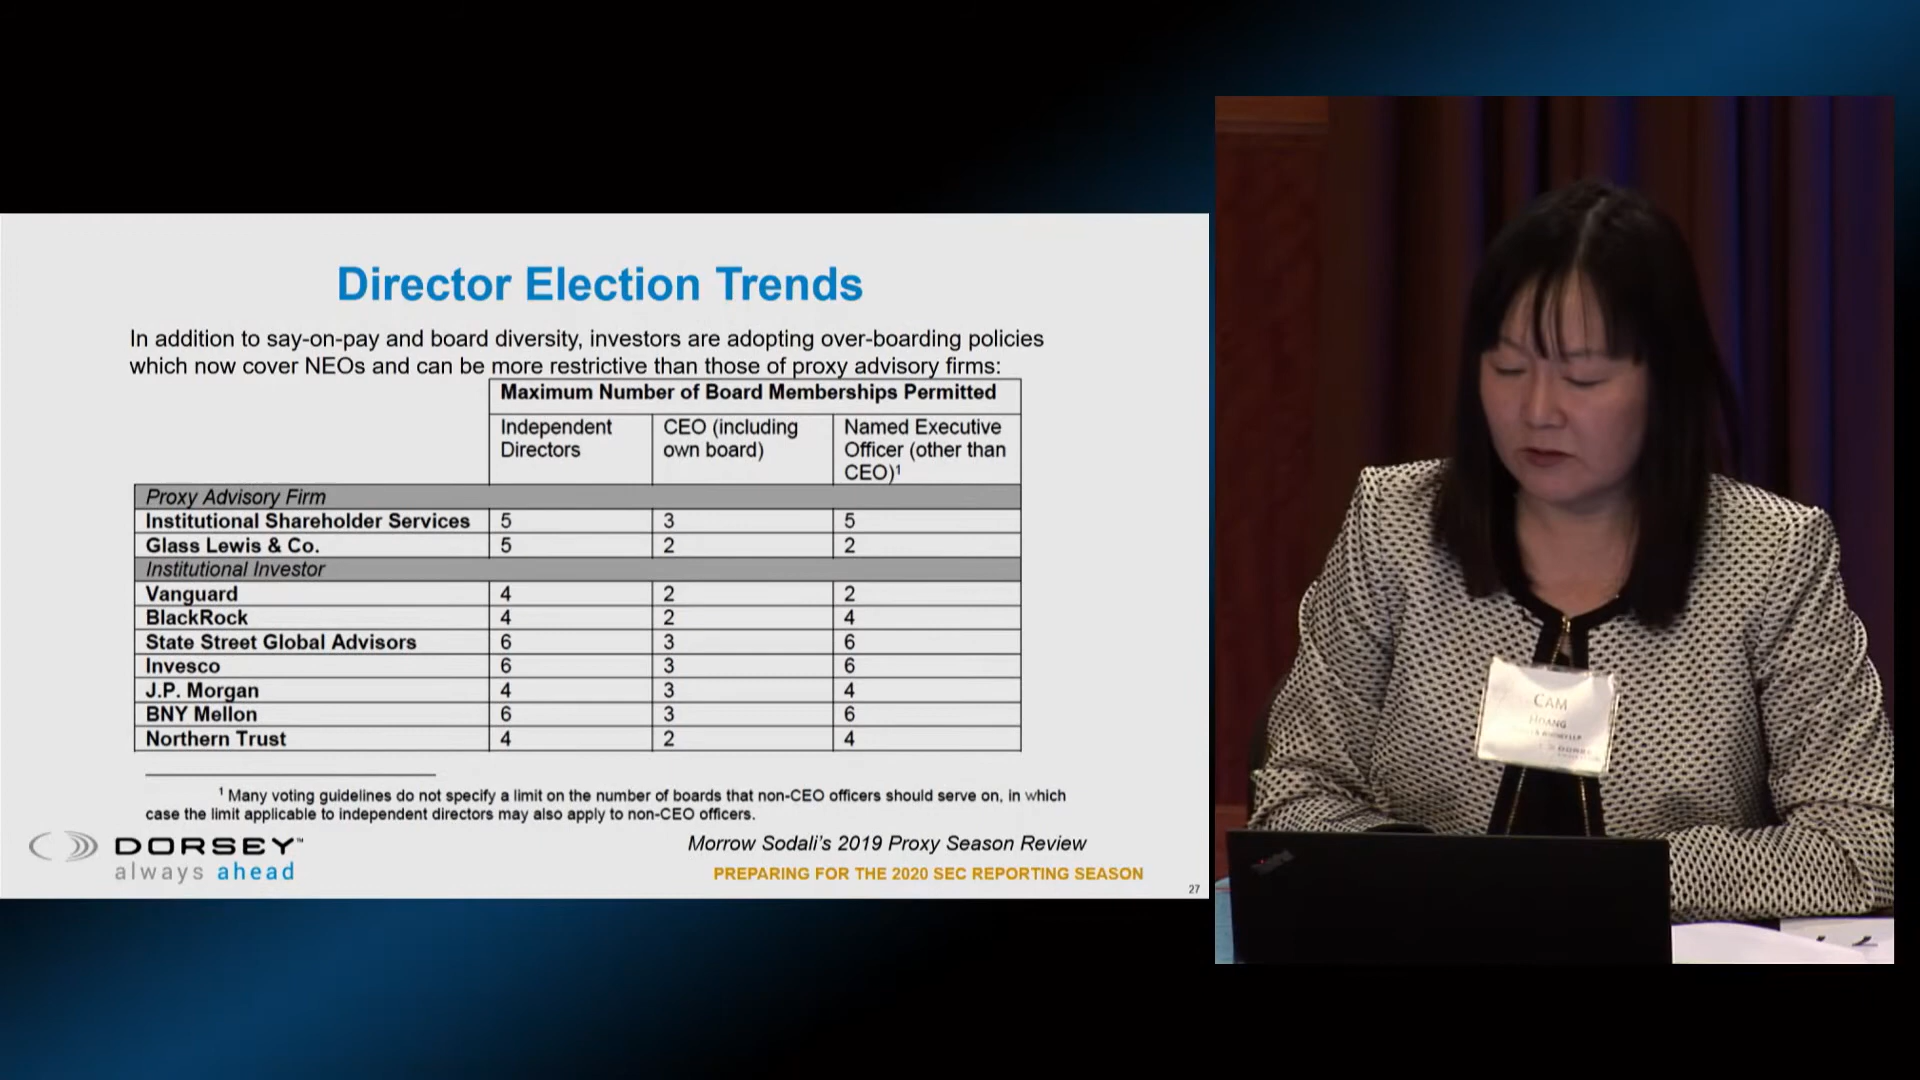 Director Election Trends
In addition to say-on-pay and board diversity, investors are adopting over-boarding policies
which now cover NEOs and can be more restrictive than those of proxy advisory firms:
Maximum Number of Board Memberships Permitted
Independent Directors CEO (including own board) Named Executive Officer (other than CEO)¹
Proxy Advisory Firm
Institutional Shareholder Services 5 3 5
Glass Lewis & Co. 5 2 2
Institutional Investor
Vanguard 4 2 2
BlackRock 4 2 4
State Street Global Advisors 6 3 6
Invesco 6 3 6
J.P. Morgan 4 3 4
BNY Mellon 6 3 6
Northern Trust 4 2 4
¹ Many voting guidelines do not specify a limit on the number of boards that non-CEO officers should serve on, in which
case the limit applicable to independent directors may also apply to non-CEO officers.
DORSEY™
always ahead
Morrow Sodali's 2019 Proxy Season Review
PREPARING FOR THE 2020 SEC REPORTING SEASON
27
CAM
HOANG